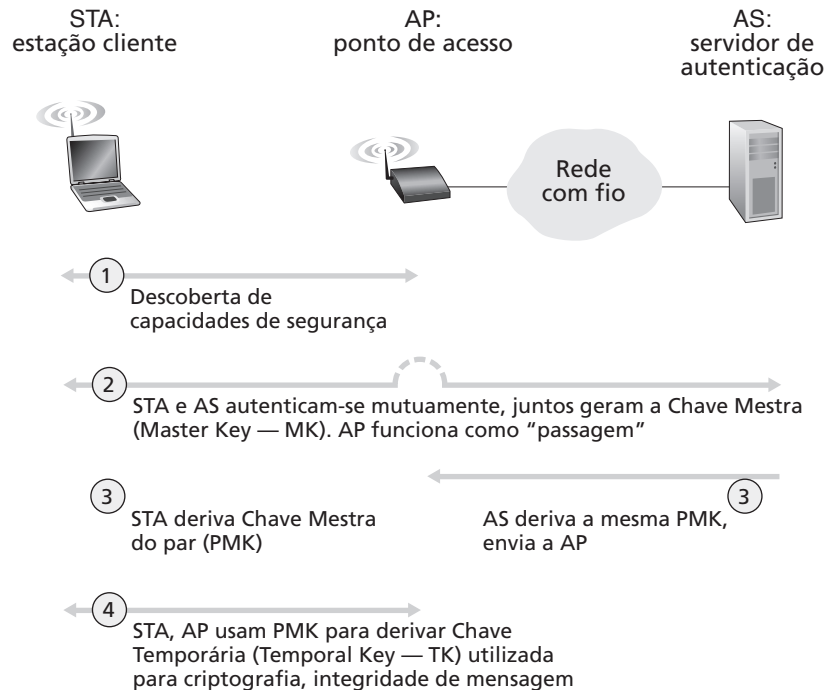 STA:
estação cliente
AP:
ponto de acesso
AS:
servidor de
autenticação
Rede
com fio
1
Descoberta de
capacidades de segurança
2
STA e AS autenticam-se mutuamente, juntos geram a Chave Mestra
(Master Key — MK). AP funciona como “passagem”
3
STA deriva Chave Mestra
do par (PMK)
3
AS deriva a mesma PMK,
envia a AP
4
STA, AP usam PMK para derivar Chave
Temporária (Temporal Key — TK) utilizada
para criptografia, integridade de mensagem